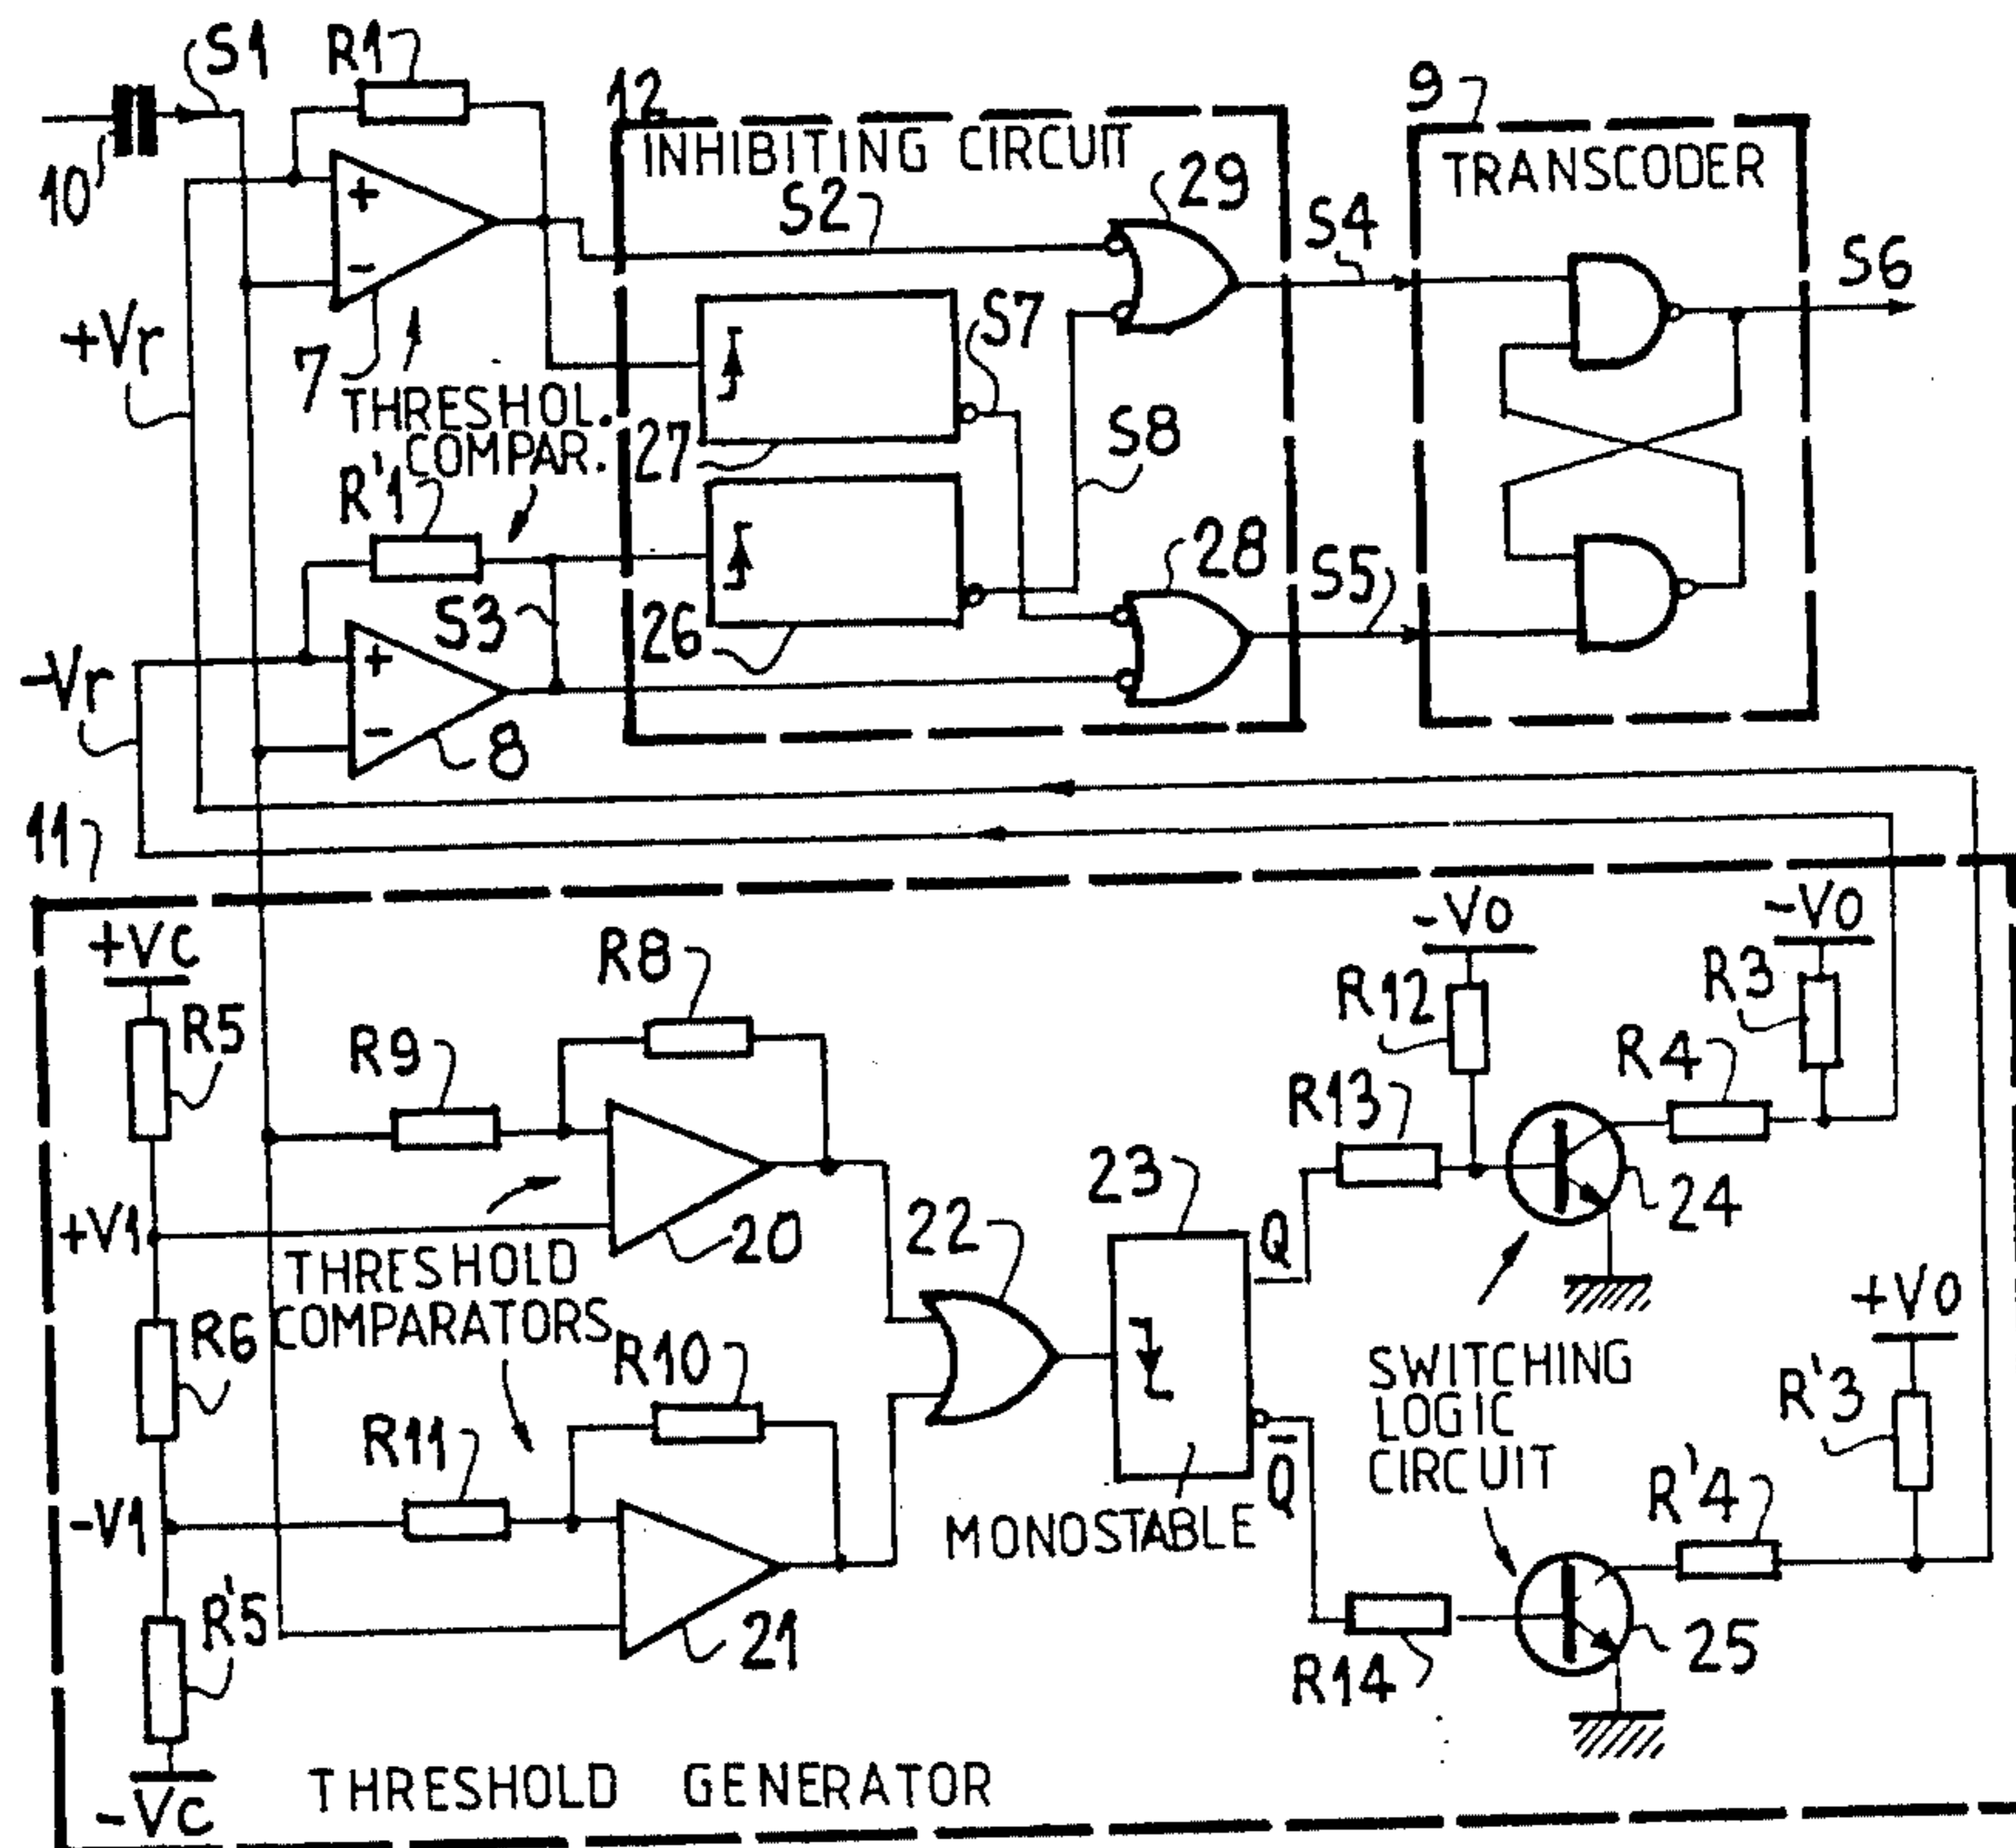 S1
R1
10
+
-
7
+Vr
THRESHOL.
COMPAR.
R'1
S3
-Vr
+
-
8
12
INHIBITING CIRCUIT
S2
29
S7
27
S8
26
28
S4
S5
9
TRANSCODER
S6
11
+VC
R5
+V1
R6
-V1
R'5
-VC
R9
R8
20
THRESHOLD
COMPARATORS
R11
R10
21
22
23
Q
Q̅
MONOSTABLE
-VO
R12
R13
24
-VO
R3
R4
SWITCHING
LOGIC
CIRCUIT
+VO
R'3
R'4
R14
25
THRESHOLD GENERATOR